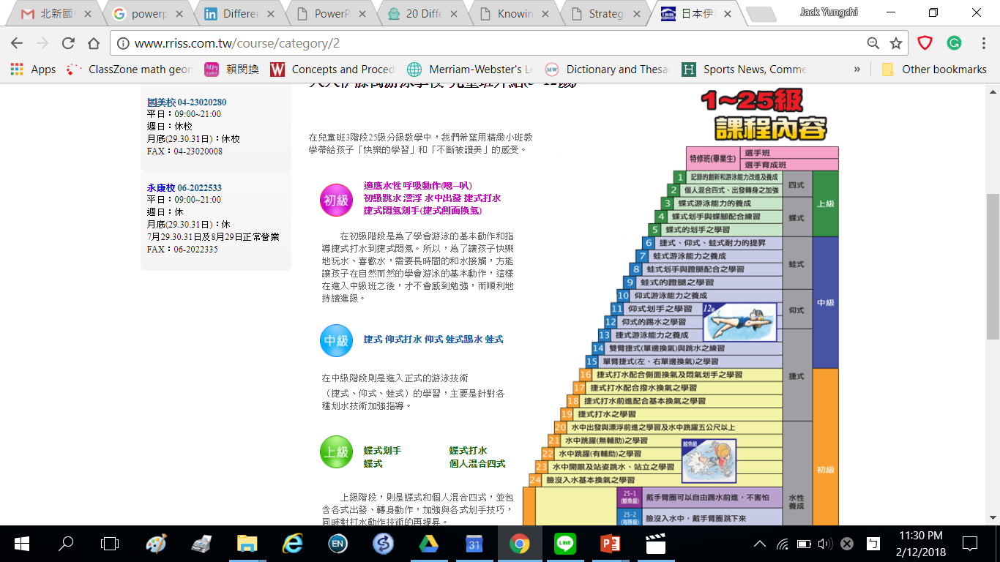 北新國
powerp
Differen
PowerP
20 Diffe
Knowin
Strateg
日本伊
Jack Yungchi
www.rriss.com.tw/course/category/2
Apps
ClassZone math geor
賴閔換
Concepts and Proced
Merriam-Webster's Le
Dictionary and Thesa
Sports News, Comme
»
Other bookmarks
國美校 04-23020280
平日：09:00~21:00
週日：休校
月底(29.30.31日)：休校
FAX：04-23020008
永康校 06-2022533
平日：09:00~21:00
週日：休
月底(29.30.31日)：休
7月29.30.31日及8月29日正常營業
FAX：06-2022335
在兒童班3階段25級分級教學中，我們希望用精緻小班教
學帶給孩子「快樂的學習」和「不斷被讚美」的感受。
初級
適應水性 呼吸動作(嗯─叭)
初級跳水 漂浮 水中出發 捷式打水
捷式悶氣划手(捷式側面換氣)
在初級階段是為了學會游泳的基本動作和指
導捷式打水到捷式悶氣。所以，為了讓孩子快樂
地玩水、喜歡水，需要長時間的和水接觸，方能
讓孩子在自然而然的學會游泳的基本動作，這樣
在進入中級班之後，才不會感到勉強，而順利地
持續進級。
中級
捷式 仰式打水 仰式 蛙式踢水 蛙式
在中級階段則是進入正式的游泳技術
（捷式、仰式、蛙式）的學習，主要是針對各
種划水技術加強指導。
上級
蝶式划手 蝶式打水
蝶式 個人混合四式
上級階段，則是蝶式和個人混合四式，並包
含各式出發、轉身動作，加強與各式划手技巧，
同時對打水動作技術的再提昇。
1~25級
課程內容
特修班(畢業生)
選手班
選手育成班
1 記錄的創新和游泳能力改進及養成
2 個人混合四式、出發轉身之加強
四式
3 蝶式游泳能力的養成
4 蝶式划手與蝶腳配合練習
5 蝶式的划手之學習
蝶式
上級
6 捷式、仰式、蛙式耐力的提昇
7 蛙式游泳能力之養成
8 蛙式划手與蹬腿配合之學習
9 蛙式的蹬腿之學習
蛙式
10 仰式游泳能力之養成
11 仰式划手之學習
12級
12 仰式的踢水之學習
仰式
中級
13 捷式游泳能力之養成
14 雙臂捷式(單邊換氣)與跳水之練習
15 單臂捷式(左、右單邊換氣)之學習
16 捷式打水配合側面換氣及悶氣划手之學習
捷式
17 捷式打水配合撥水換氣之學習
18 捷式打水前進配合基本換氣之學習
19 捷式打水之學習
20 水中出發與漂浮前進之學習及水中跳躍五公尺以上
21 水中跳躍(無輔助)之學習
鯨魚級
22 水中跳躍(有輔助)之學習
23 水中開眼及站姿跳水、站立之學習
24 臉沒入水基本換氣之學習
初級
25-1
(鯨魚級)
戴手臂圈可以自由踢水前進，不害怕
水性
養成
25-2
(海豚級)
臉沒入水中，戴手臂圈跳下來
EN
31
LINE
11:30 PM
2/12/2018